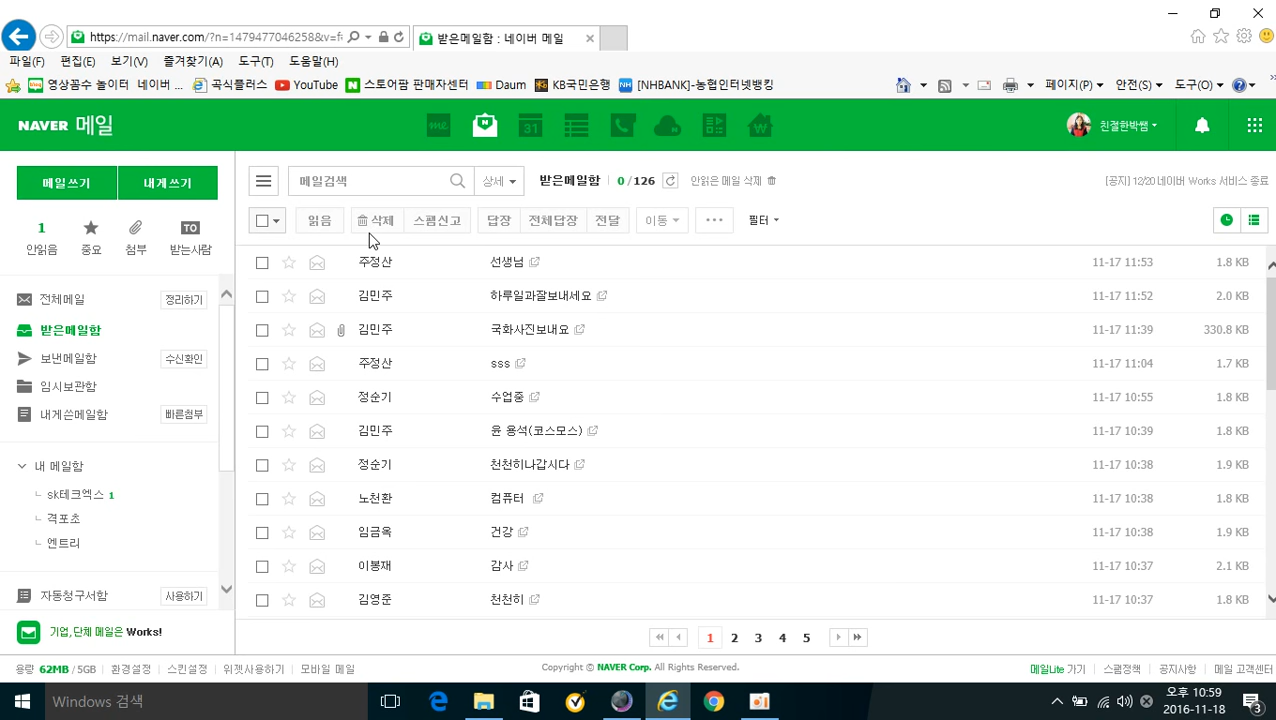 https://mail.naver.com/?n=1479477046258&v=f
받은메일함 : 네이버 메일
파일(F) 편집(E) 보기(V) 즐겨찾기(A) 도구(T) 도움말(H)
영상꼼수 놀이터 네이버 ... 곡식플러스 YouTube 스토어팜 판매자센터 Daum KB국민은행 [NHBANK]-농협인터넷뱅킹 페이지(P) 안전(S) 도구(O)
NAVER 메일 31 친절한박쌤
메일쓰기 내게쓰기 메일검색 상세 받은메일함 0/126 안읽은 메일 삭제 [공지] 12/20 네이버 Works 서비스 종료
읽음 삭제 스팸신고 답장 전체답장 전달 이동 ··· 필터
1 TO
안읽음 중요 첨부 받는사람
주정산 선생님 11-17 11:53 1.8 KB
전체메일 정리하기 김민주 하루일과잘보내세요 11-17 11:52 2.0 KB
받은메일함 김민주 국화사진보내요 11-17 11:39 330.8 KB
보낸메일함 수신확인 주정산 sss 11-17 11:04 1.7 KB
임시보관함 정순기 수업중 11-17 10:55 1.8 KB
내게쓴메일함 빠른첨부 김민주 윤 용석(코스모스) 11-17 10:39 1.8 KB
내 메일함 정순기 천천히나갑시다 11-17 10:38 1.9 KB
sk테크엑스 1 노천환 컴퓨터 11-17 10:38 1.8 KB
격포초 임금옥 건강 11-17 10:38 1.9 KB
엔트리 이봉재 감사 11-17 10:37 2.1 KB
자동청구서함 사용하기 김영준 천천히 11-17 10:37 1.8 KB
기업,단체 메일은 Works! 1 2 3 4 5
용량 62MB / 5GB 환경설정 스킨설정 위젯사용하기 모바일 메일 Copyright © NAVER Corp. All Rights Reserved. 메일Lite 가기 스팸정책 공지사항 메일 고객센터
Windows 검색 오후 10:59
2016-11-18 3